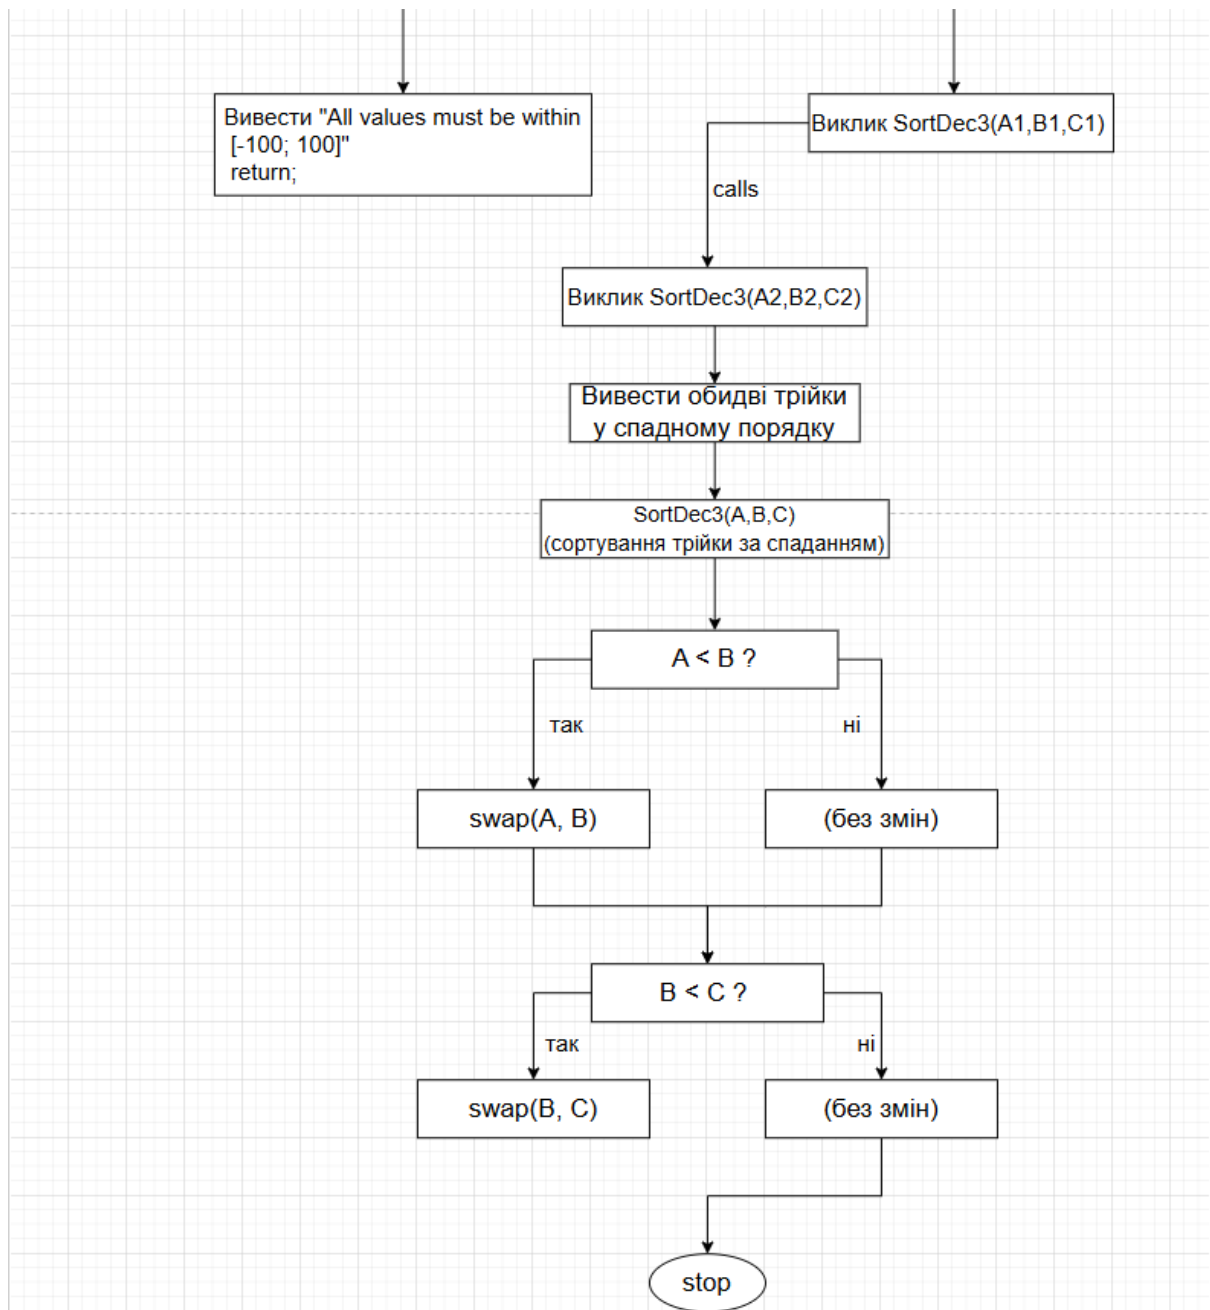 Вивести "All values must be within
[-100; 100]"
return;
Виклик SortDec3(A1,B1,C1)
calls
Виклик SortDec3(A2,B2,C2)
Вивести обидві трійки
у спадному порядку
SortDec3(A,B,C)
(сортування трійки за спаданням)
A < B ?
так
ні
swap(A, B)
(без змін)
B < C ?
так
ні
swap(B, C)
(без змін)
stop